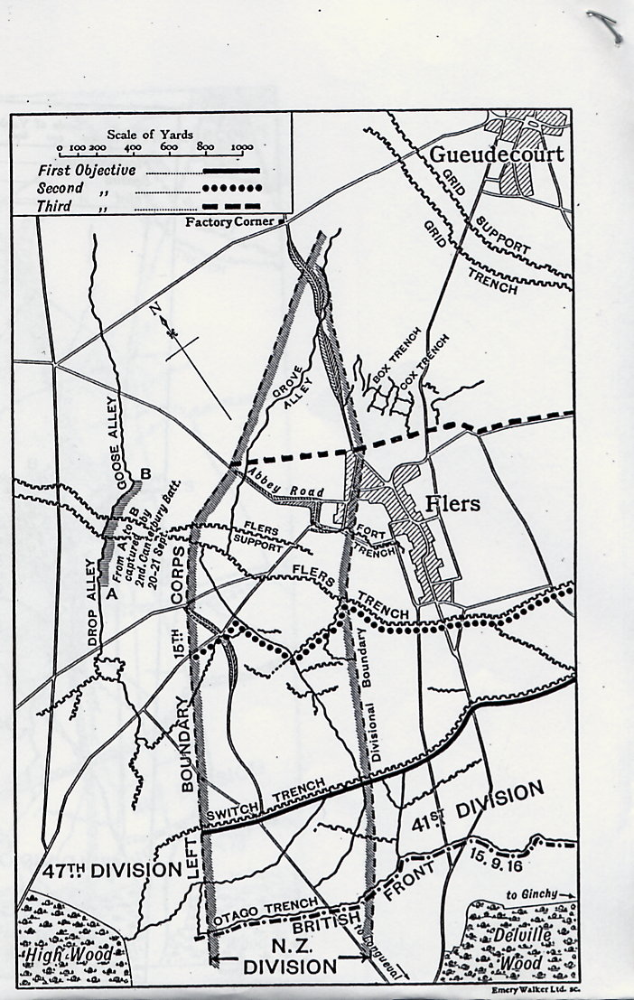 Scale of Yards
0 100 200 400 600 800 1000
First Objective
Second ,,
Third ,,
Factory Corner
Gueudecourt
GRID SUPPORT
GRID TRENCH
N
BOX TRENCH
COX TRENCH
GROVE ALLEY
GOOSE ALLEY
B
From A to B
captured by
2nd. Canterbury Batt.
20-21 Sept.
A
DROP ALLEY
Abbey Road
Flers
FLERS SUPPORT
FORT TRENCH
FLERS TRENCH
LEFT BOUNDARY 15TH CORPS
Divisional Boundary
SWITCH TRENCH
41ST DIVISION
47TH DIVISION
OTAGO TRENCH
BRITISH FRONT 15.9.16
to Ginchy
to Longueval
High Wood
Delville
Wood
N.Z.
DIVISION
Emery Walker Ltd. sc.